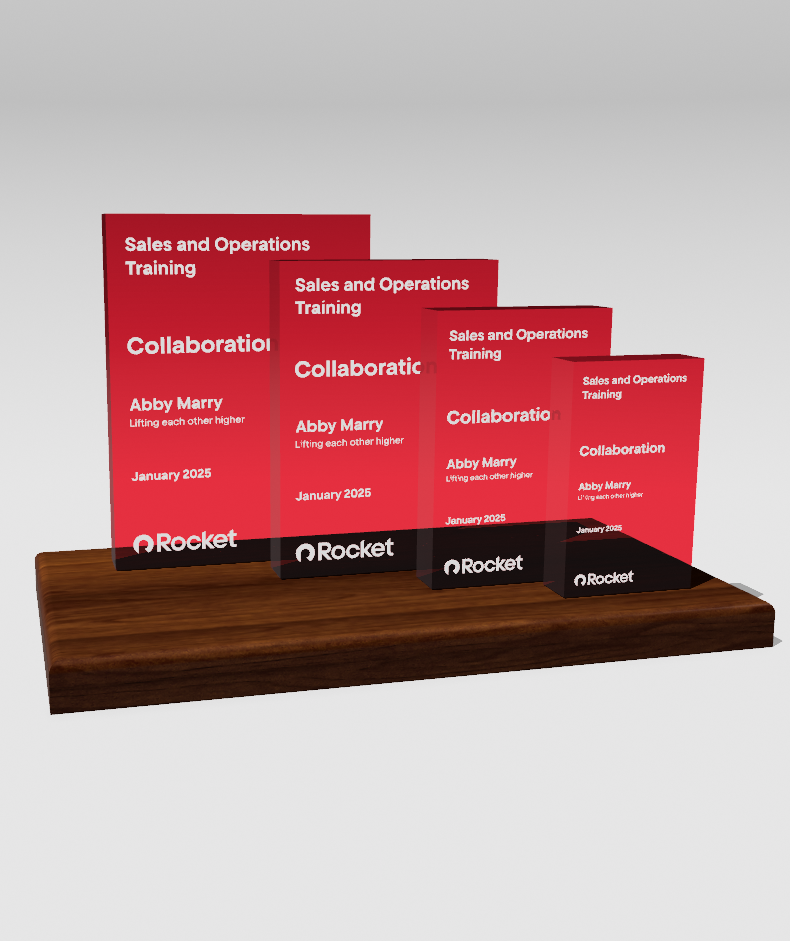 Sales and Operations
Training
Collaboration
Abby Marry
Lifting each other higher
January 2025
Rocket
Sales and Operations
Training
Collaboration
Abby Marry
Lifting each other higher
January 2025
Rocket
Sales and Operations
Training
Collaboration
Abby Marry
Lifting each other higher
January 2025
Rocket
Sales and Operations
Training
Collaboration
Abby Marry
Lifting each other higher
January 2025
Rocket